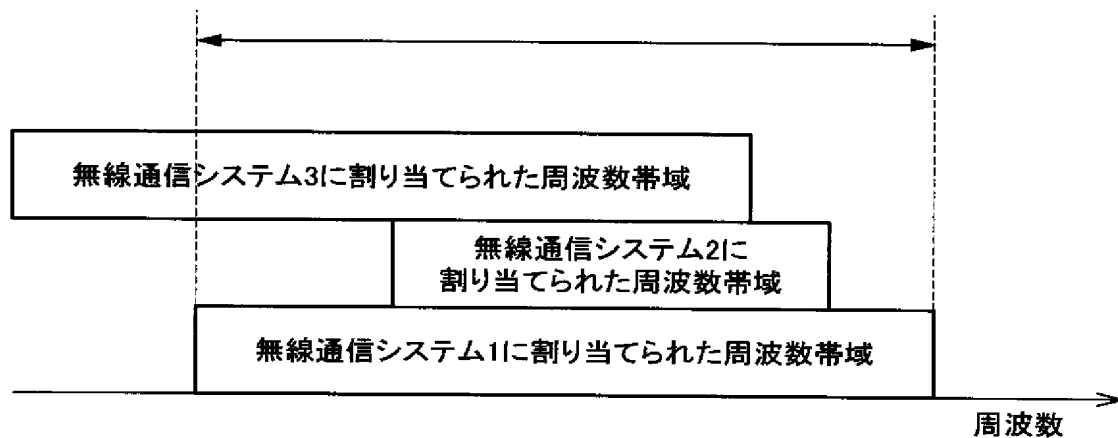 無線通信システム3に割り当てられた周波数帯域
無線通信システム2に
割り当てられた周波数帯域
無線通信システム1に割り当てられた周波数帯域
周波数